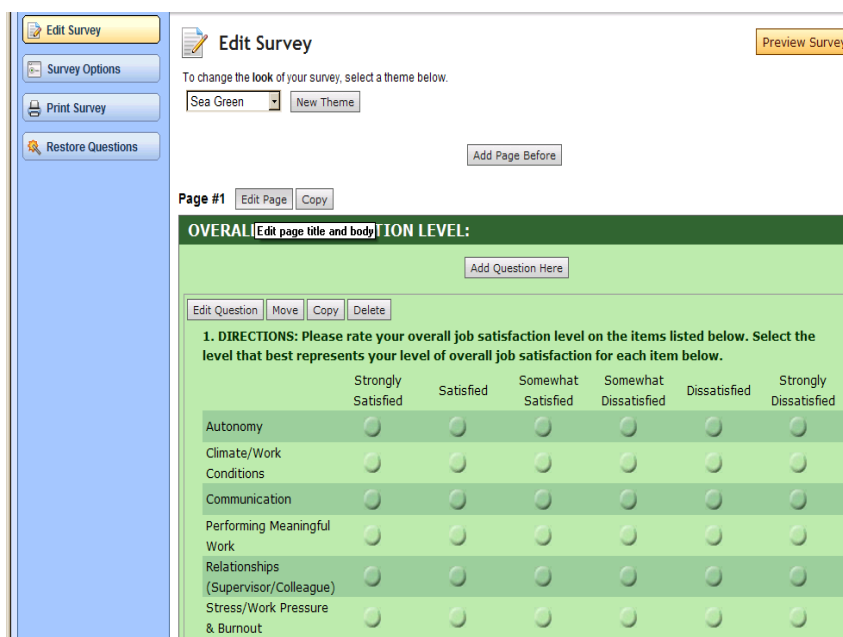 Edit Survey
Survey Options
Print Survey
Restore Questions
Edit Survey
Preview Survey
To change the look of your survey, select a theme below.
Sea Green
New Theme
Add Page Before
Page #1 Edit Page Copy
OVERALL
Edit page title and body
TION LEVEL:
Add Question Here
Edit Question Move Copy Delete
1. DIRECTIONS: Please rate your overall job satisfaction level on the items listed below. Select the
level that best represents your level of overall job satisfaction for each item below.
Strongly
Satisfied
Satisfied
Somewhat
Satisfied
Somewhat
Dissatisfied
Dissatisfied
Strongly
Dissatisfied
Autonomy
Climate/Work
Conditions
Communication
Performing Meaningful
Work
Relationships
(Supervisor/Colleague)
Stress/Work Pressure
& Burnout